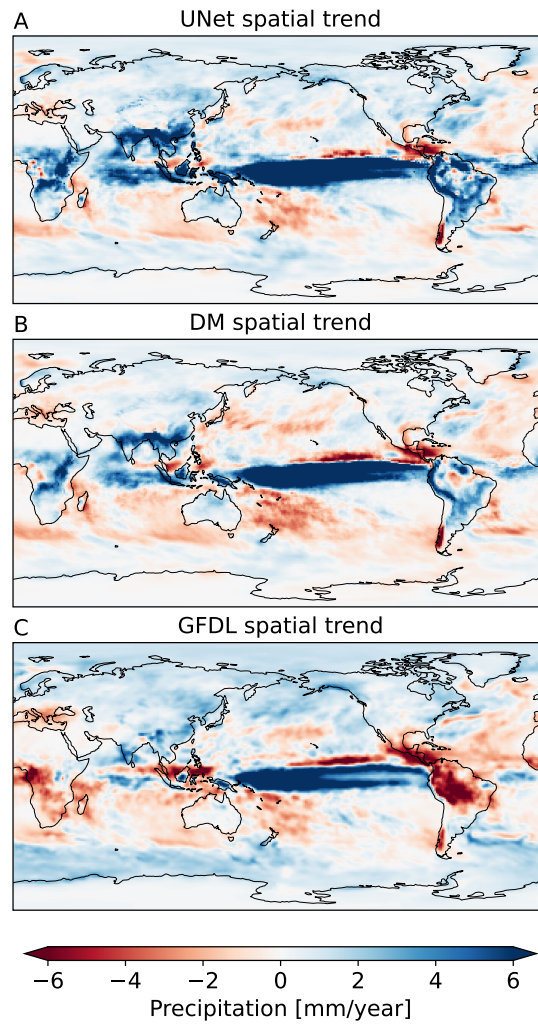 A
UNet spatial trend
B
DM spatial trend
C
GFDL spatial trend
−6 −4 −2 0 2 4 6
Precipitation [mm/year]